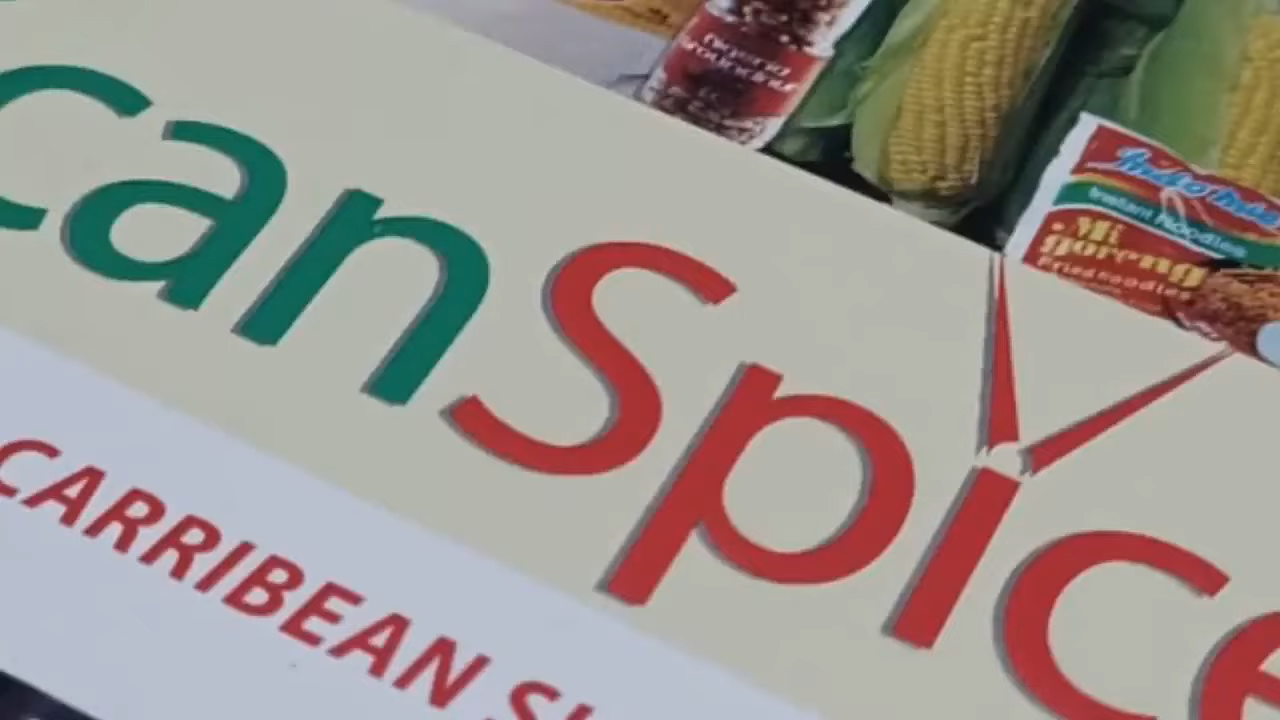 Indomie
Instant Noodles
Mi
goreng
Fried noodles
canSpice
CARRIBEAN